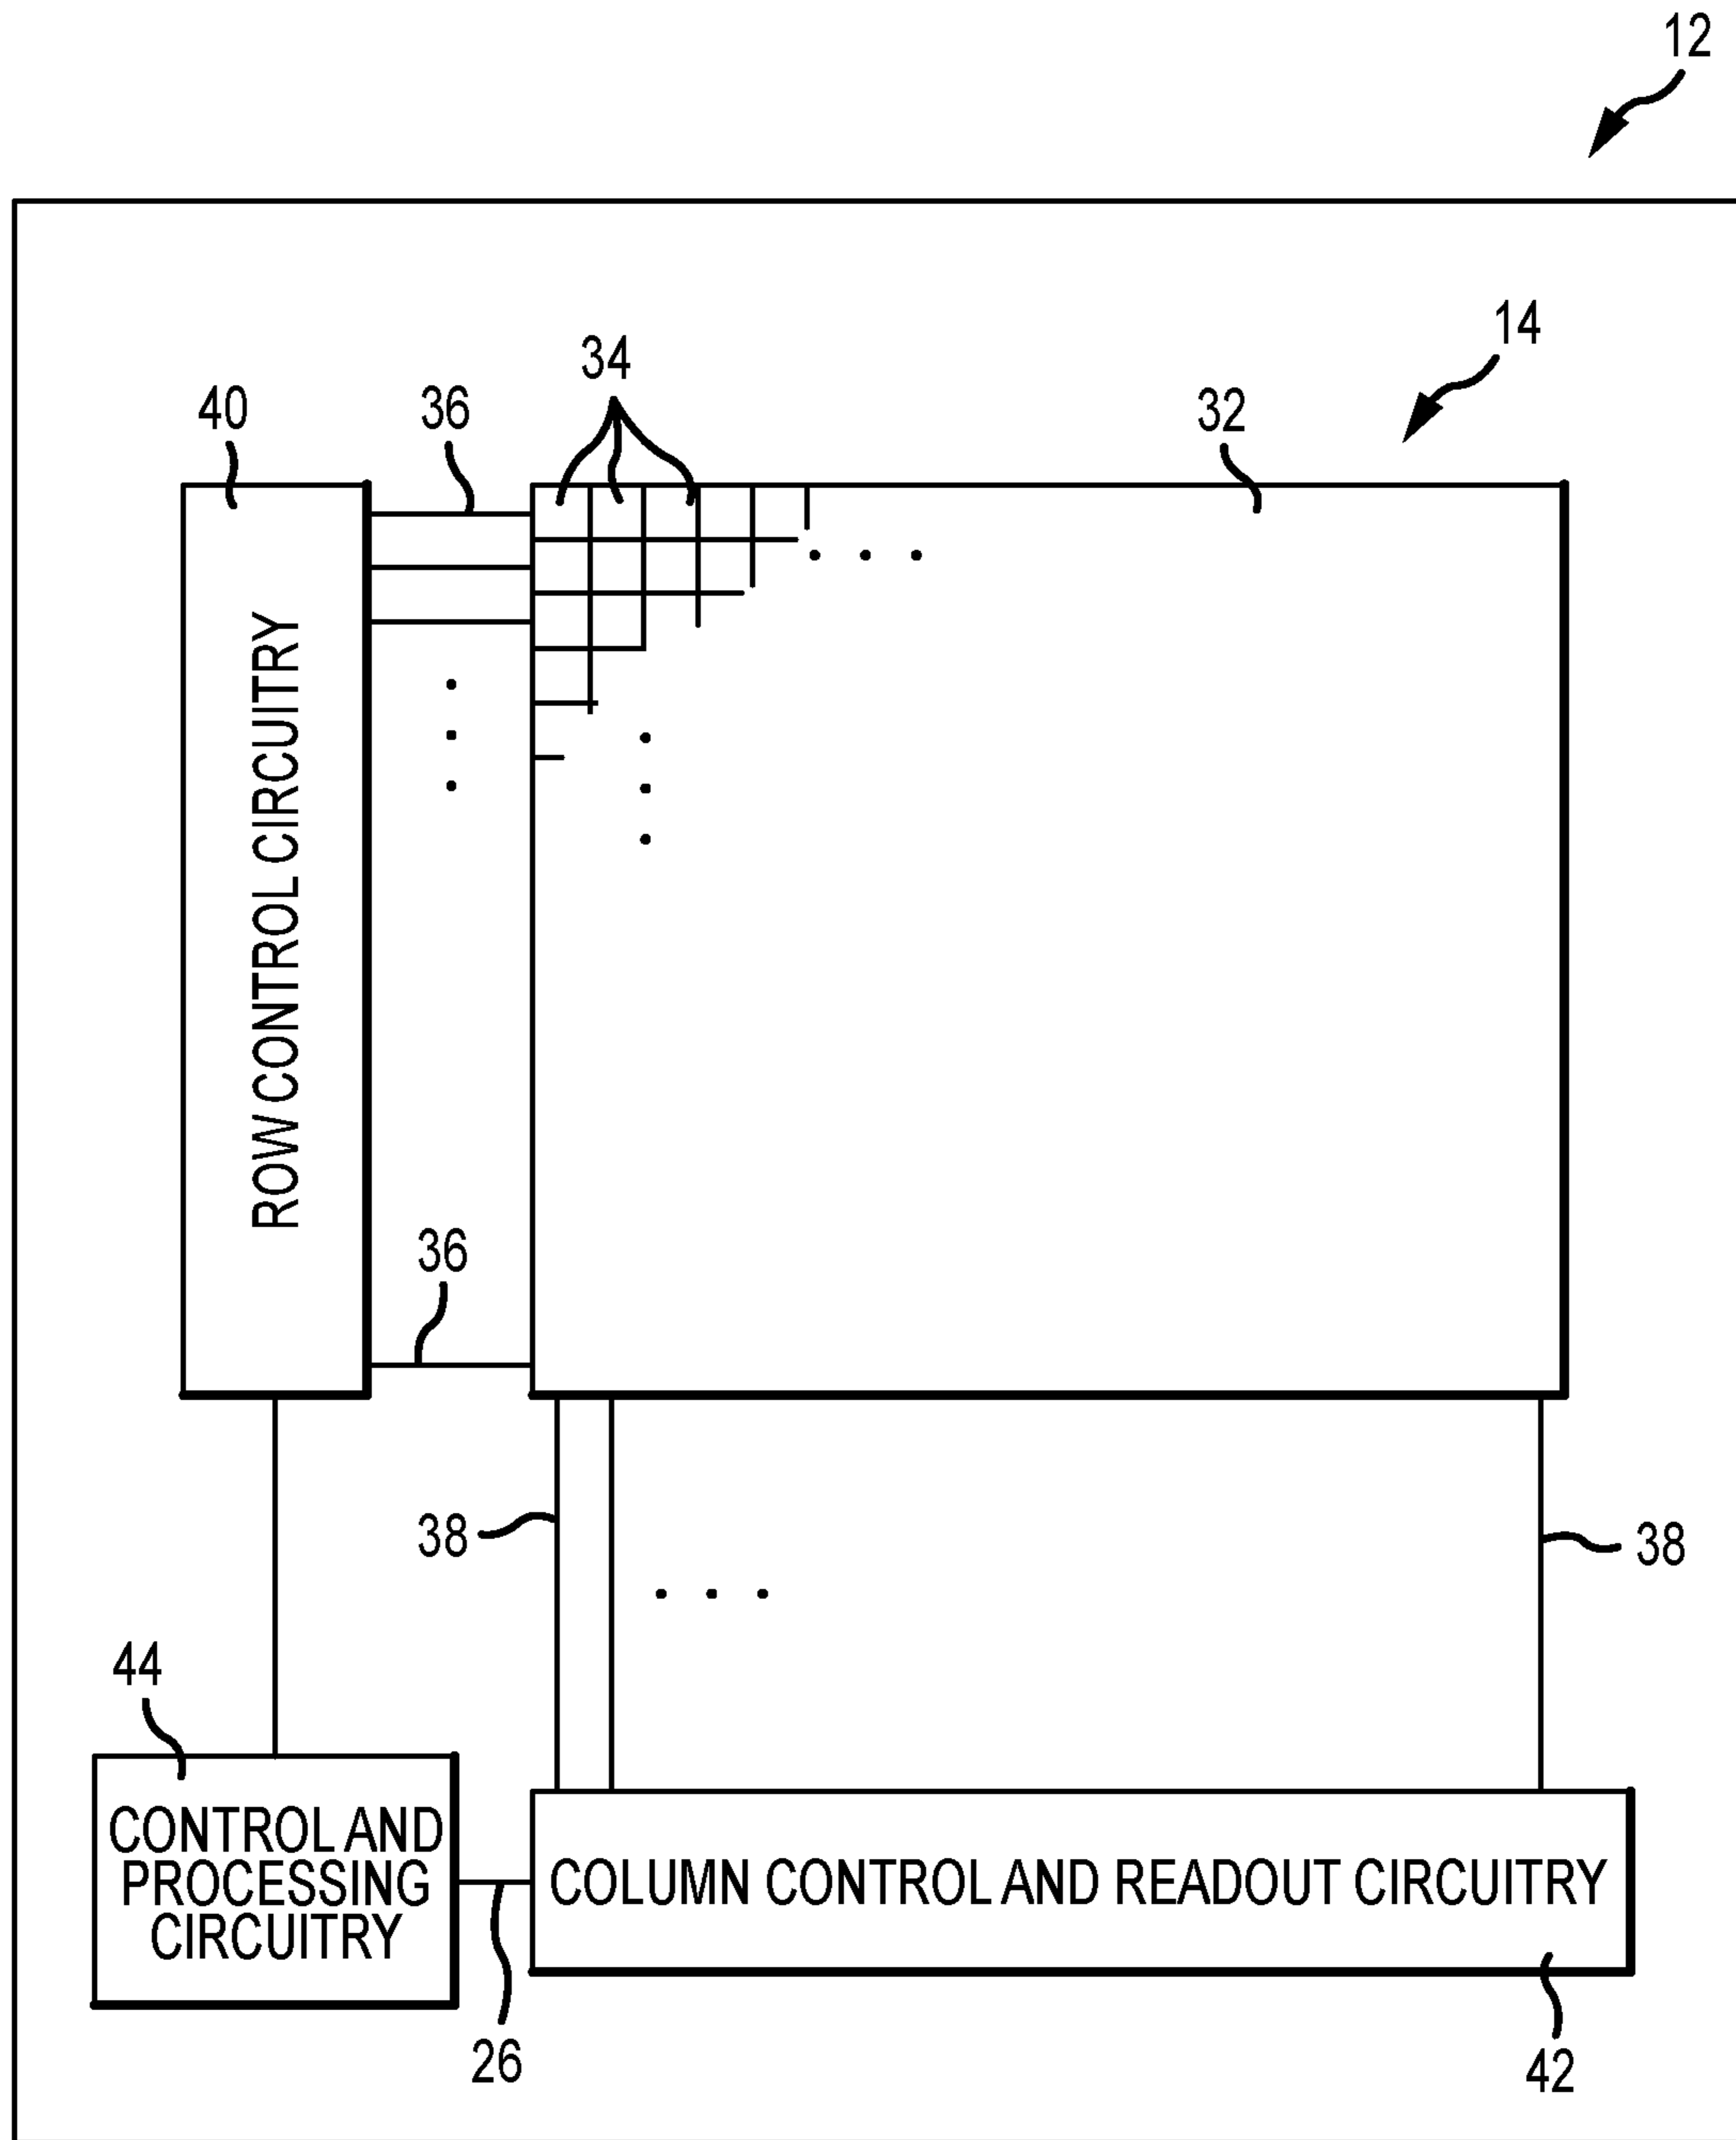 12
14
34
32
40
36
ROW CONTROL CIRCUITRY
36
38
38
44
CONTROL AND
PROCESSING
CIRCUITRY
COLUMN CONTROL AND READOUT CIRCUITRY
26
42